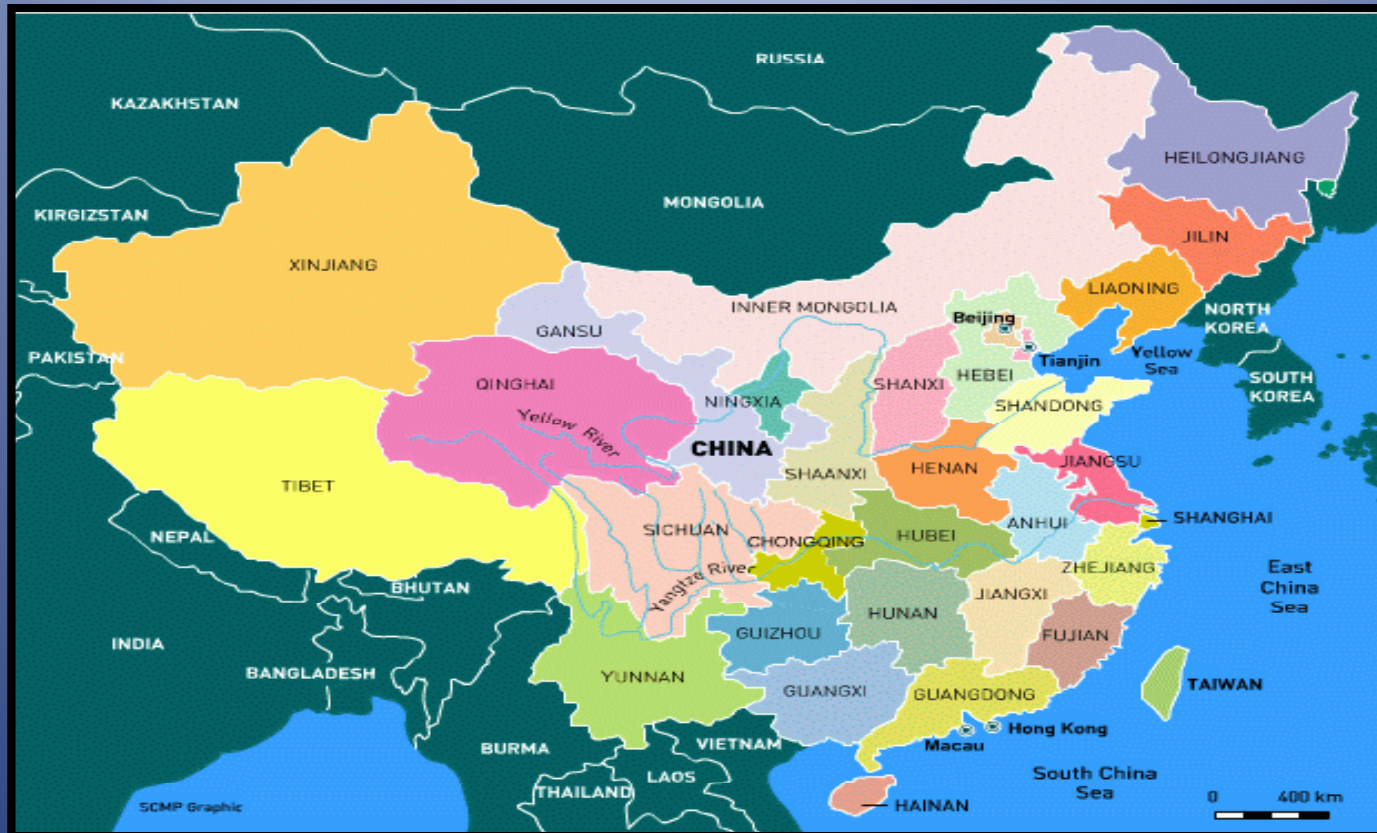 RUSSIA
KAZAKHSTAN
HEILONGJIANG
MONGOLIA
KIRGIZSTAN
JILIN
XINJIANG
LIAONING
INNER MONGOLIA
NORTH
KOREA
Beijing
GANSU
PAKISTAN
Tianjin
Yellow
Sea
QINGHAI
SHANXI
HEBEI
SOUTH
KOREA
NINGXIA
SHANDONG
Yellow River
CHINA
JIANGSU
HENAN
SHAANXI
TIBET
SHANGHAI
ANHUI
SICHUAN
HUBEI
NEPAL
CHONGQING
ZHEJIANG
East
China
Sea
Yangtze River
BHUTAN
JIANGXI
HUNAN
GUIZHOU
FUJIAN
INDIA
BANGLADESH
YUNNAN
TAIWAN
GUANGXI
GUANGDONG
Hong Kong
Macau
BURMA
VIETNAM
LAOS
South China
Sea
THAILAND
HAINAN
0 400 km
SCMP Graphic